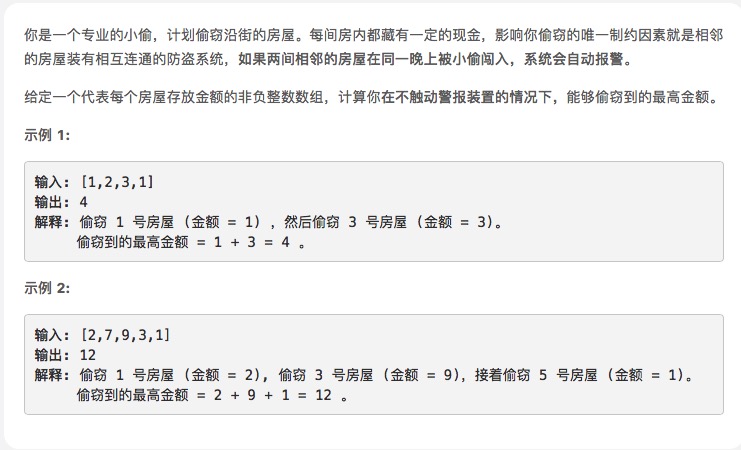 你是一个专业的小偷，计划偷窃沿街的房屋。每间房内都藏有一定的现金，影响你偷窃的唯一制约因素就是相邻
的房屋装有相互连通的防盗系统，如果两间相邻的房屋在同一晚上被小偷闯入，系统会自动报警。
给定一个代表每个房屋存放金额的非负整数数组，计算你在不触动警报装置的情况下，能够偷窃到的最高金额。
示例 1:
输入: [1,2,3,1]
输出: 4
解释: 偷窃 1 号房屋 (金额 = 1) ，然后偷窃 3 号房屋 (金额 = 3)。
偷窃到的最高金额 = 1 + 3 = 4 。
示例 2:
输入: [2,7,9,3,1]
输出: 12
解释: 偷窃 1 号房屋 (金额 = 2), 偷窃 3 号房屋 (金额 = 9)，接着偷窃 5 号房屋 (金额 = 1)。
偷窃到的最高金额 = 2 + 9 + 1 = 12 。